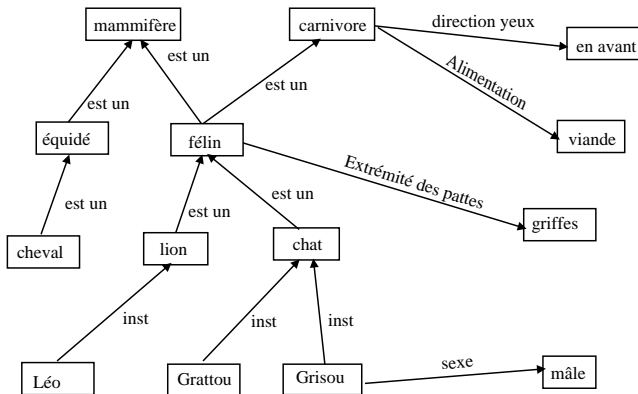 mammifère
carnivore
direction yeux
en avant
est un
est un
Alimentation
est un
équidé
félin
viande
Extrémité des pattes
est un
est un
est un
griffes
cheval
lion
chat
inst
inst
inst
Léo
Grattou
Grisou
sexe
mâle